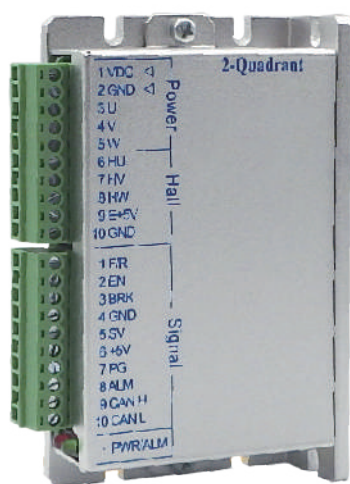 2-Quadrant
1 VDC
2 GND
3 U
4 V
5 W
6 HU
7 HV
8 HW
9 E+5V
10 GND
Power
Hall
1 F/R
2 EN
3 BRK
4 GND
5 SV
6 +5V
7 PG
8 ALM
9 CAN H
10 CAN L
Signal
PWR/ALM